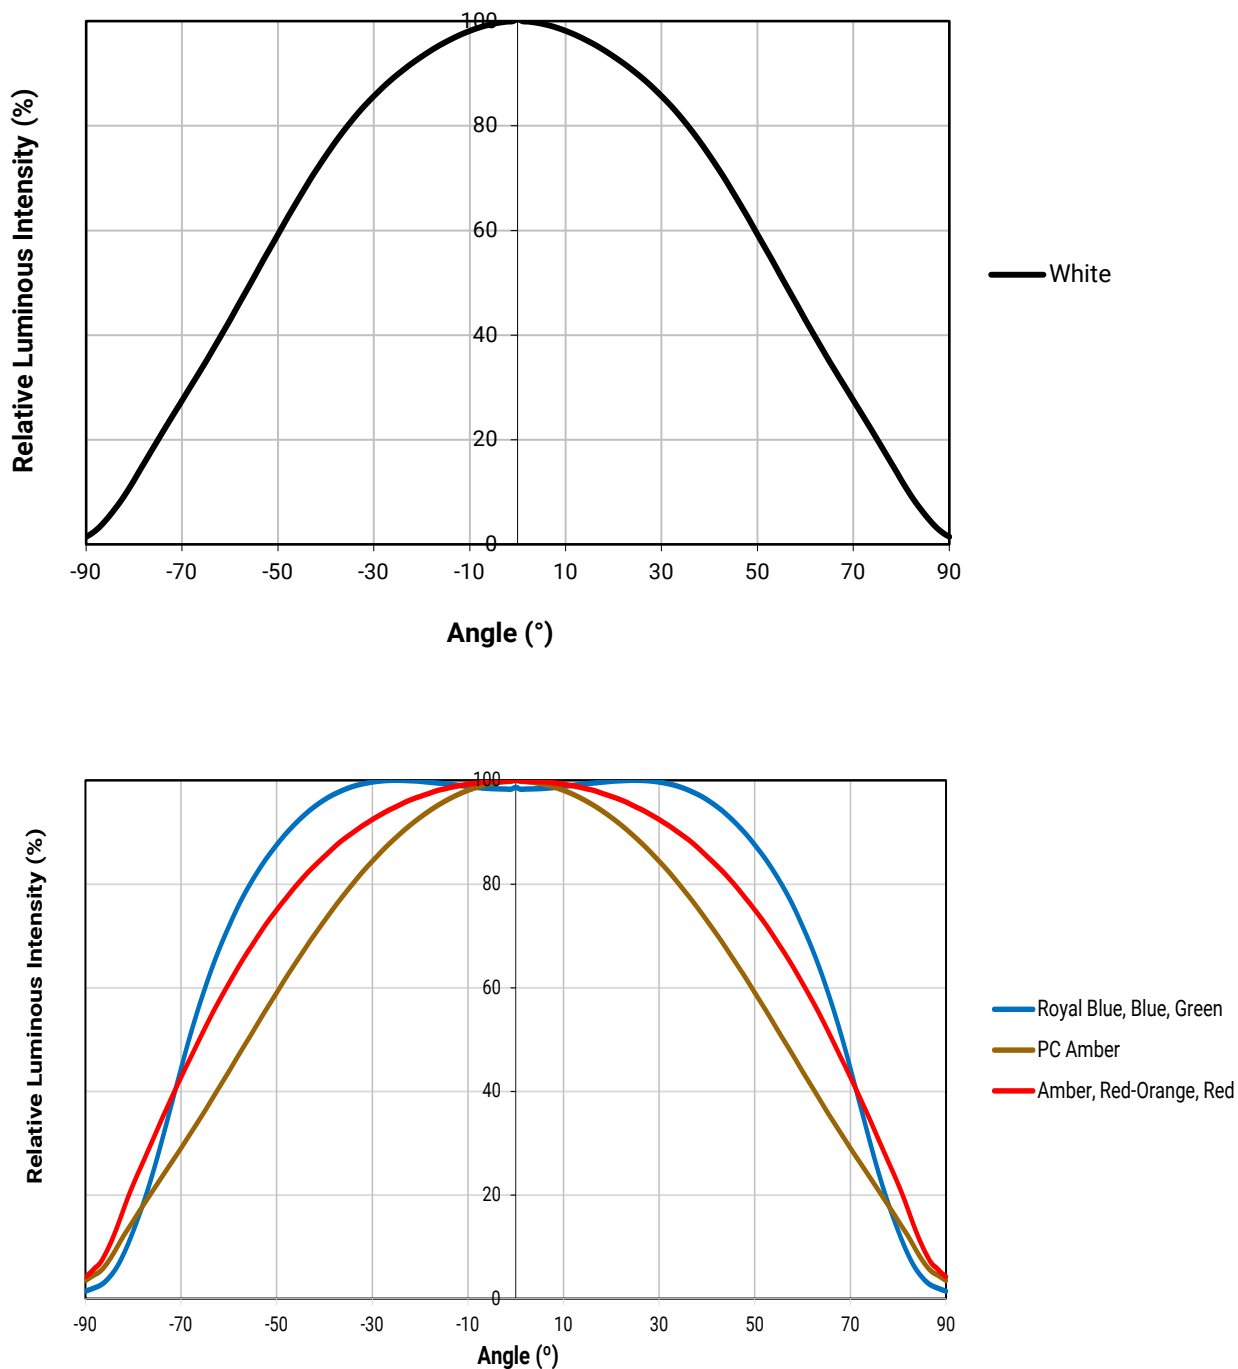 100
80
60
40
20
0
Relative Luminous Intensity (%)
White
-90 -70 -50 -30 -10 10 30 50 70 90
Angle (°)
100
80
60
40
20
0
Relative Luminous Intensity (%)
Royal Blue, Blue, Green
PC Amber
Amber, Red-Orange, Red
-90 -70 -50 -30 -10 10 30 50 70 90
Angle (º)